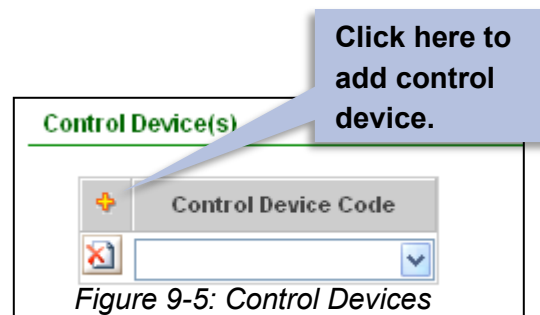 Click here to
add control
device.
Control Device(s)
Control Device Code
Figure 9-5: Control Devices